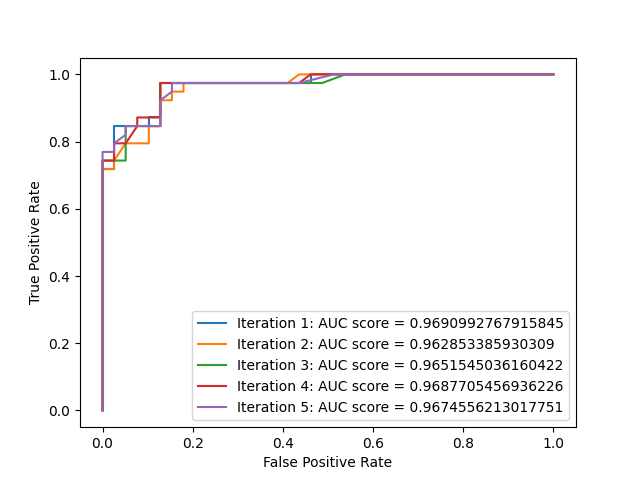 1.0
0.8
0.6
0.4
0.2
0.0
True Positive Rate
Iteration 1: AUC score = 0.9690992767915845
Iteration 2: AUC score = 0.962853385930309
Iteration 3: AUC score = 0.9651545036160422
Iteration 4: AUC score = 0.9687705456936226
Iteration 5: AUC score = 0.9674556213017751
0.0 0.2 0.4 0.6 0.8 1.0
False Positive Rate